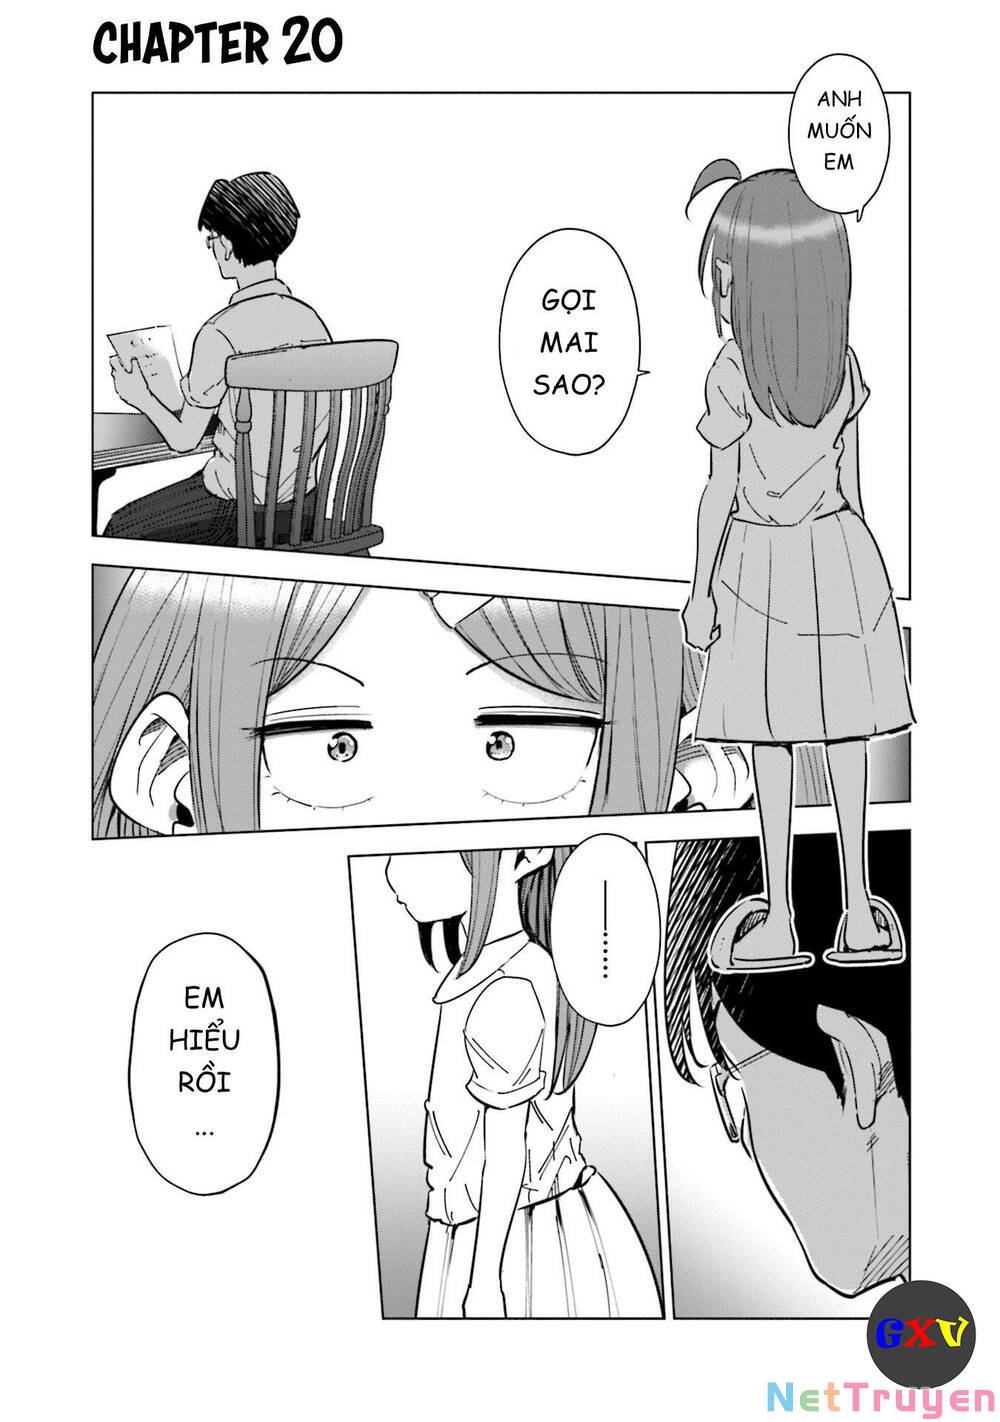 CHAPTER 20
ANH
MUỐN
EM
GỌI
MAI
SAO?
.......
EM
HIỂU
RỒI
...
GXV
NetTruyen